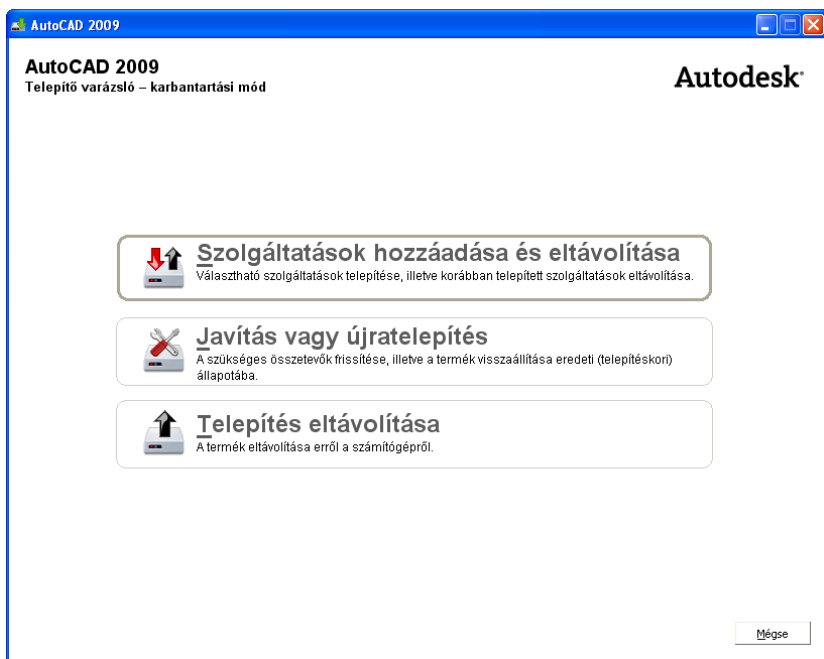 AutoCAD 2009
AutoCAD 2009
Telepítő varázsló – karbantartási mód
Autodesk
Szolgáltatások hozzáadása és eltávolítása
Választható szolgáltatások telepítése, illetve korábban telepített szolgáltatások eltávolítása.
Javítás vagy újratelepítés
A szükséges összetevők frissítése, illetve a termék visszaállítása eredeti (telepítéskori)
állapotába.
Telepítés eltávolítása
A termék eltávolítása erről a számítógépről.
Mégse